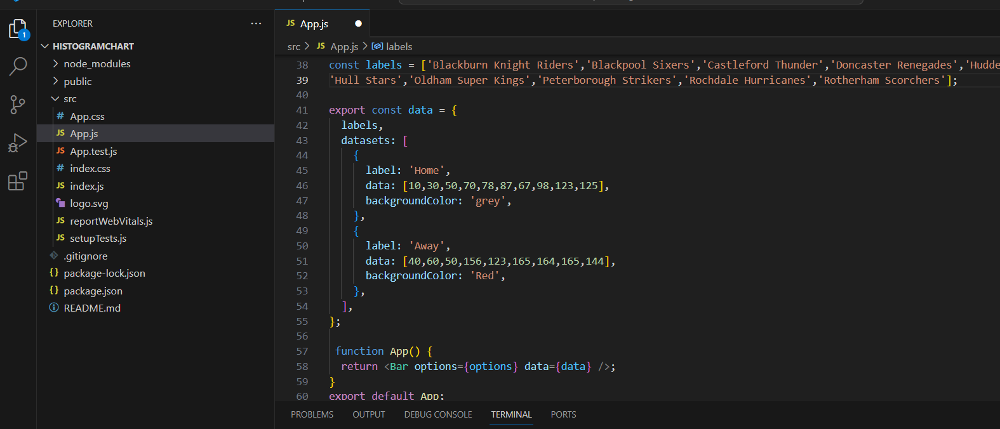 EXPLORER
HISTOGRAMCHART
node_modules
public
src
# App.css
JS App.js
JS App.test.js
# index.css
JS index.js
logo.svg
JS reportWebVitals.js
JS setupTests.js
.gitignore
{} package-lock.json
{} package.json
README.md
1
JS App.js
src > JS App.js > labels
38 const labels = ['Blackburn Knight Riders','Blackpool Sixers','Castleford Thunder','Doncaster Renegades','Hudde
39 'Hull Stars','Oldham Super Kings','Peterborough Strikers','Rochdale Hurricanes','Rotherham Scorchers'];
40
41 export const data = {
42 labels,
43 datasets: [
44 {
45 label: 'Home',
46 data: [10,30,50,70,78,87,67,98,123,125],
47 backgroundColor: 'grey',
48 },
49 {
50 label: 'Away',
51 data: [40,60,50,156,123,165,164,165,144],
52 backgroundColor: 'Red',
53 },
54 ],
55 };
56
57 function App() {
58 return <Bar options={options} data={data} />;
59 }
60 export default App;
PROBLEMS OUTPUT DEBUG CONSOLE TERMINAL PORTS